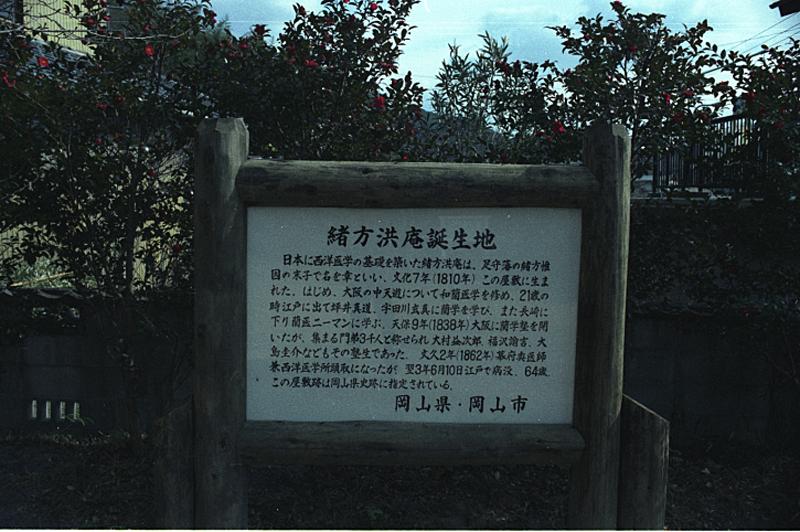 緒方洪庵誕生地
日本に西洋医学の基礎を築いた緒方洪庵は、足守藩の緒方惟
因の末子で名を章といい、文化7年(1810年)この屋敷に生ま
れた。はじめ、大阪の中天遊について和蘭医学を修め、21歳の
時江戸に出て坪井真道、宇田川玄真に蘭学を学び、また長崎に
下り蘭医ニーマンに学ぶ。天保9年(1838年)大阪に蘭学塾を開
いたが、集まる門弟3千人と称せられ大村益次郎、福沢諭吉、大
鳥圭介などもその塾生であった。文久2年(1862年)幕府奥医師
兼西洋医学所頭取になったが、翌3年6月10日江戸で病没、64歳。
この屋敷跡は岡山県史跡に指定されている。
岡山県・岡山市